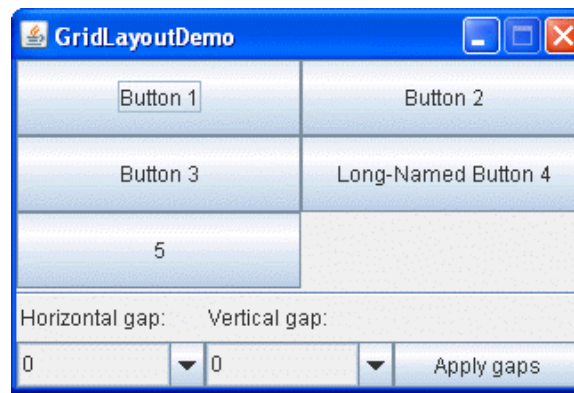 GridLayoutDemo
Button 1 Button 2
Button 3 Long-Named Button 4
5
Horizontal gap: Vertical gap:
0 0 Apply gaps